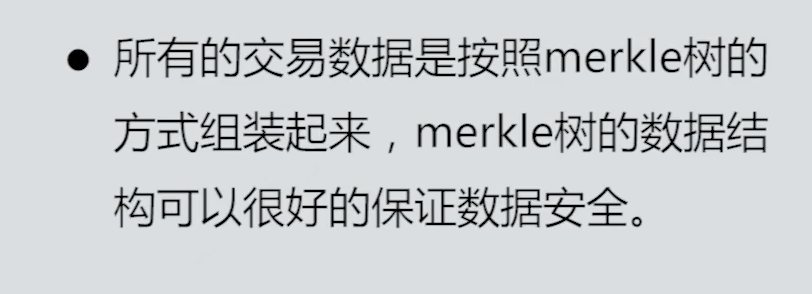 ● 所有的交易数据是按照merkle树的
方式组装起来，merkle树的数据结
构可以很好的保证数据安全。